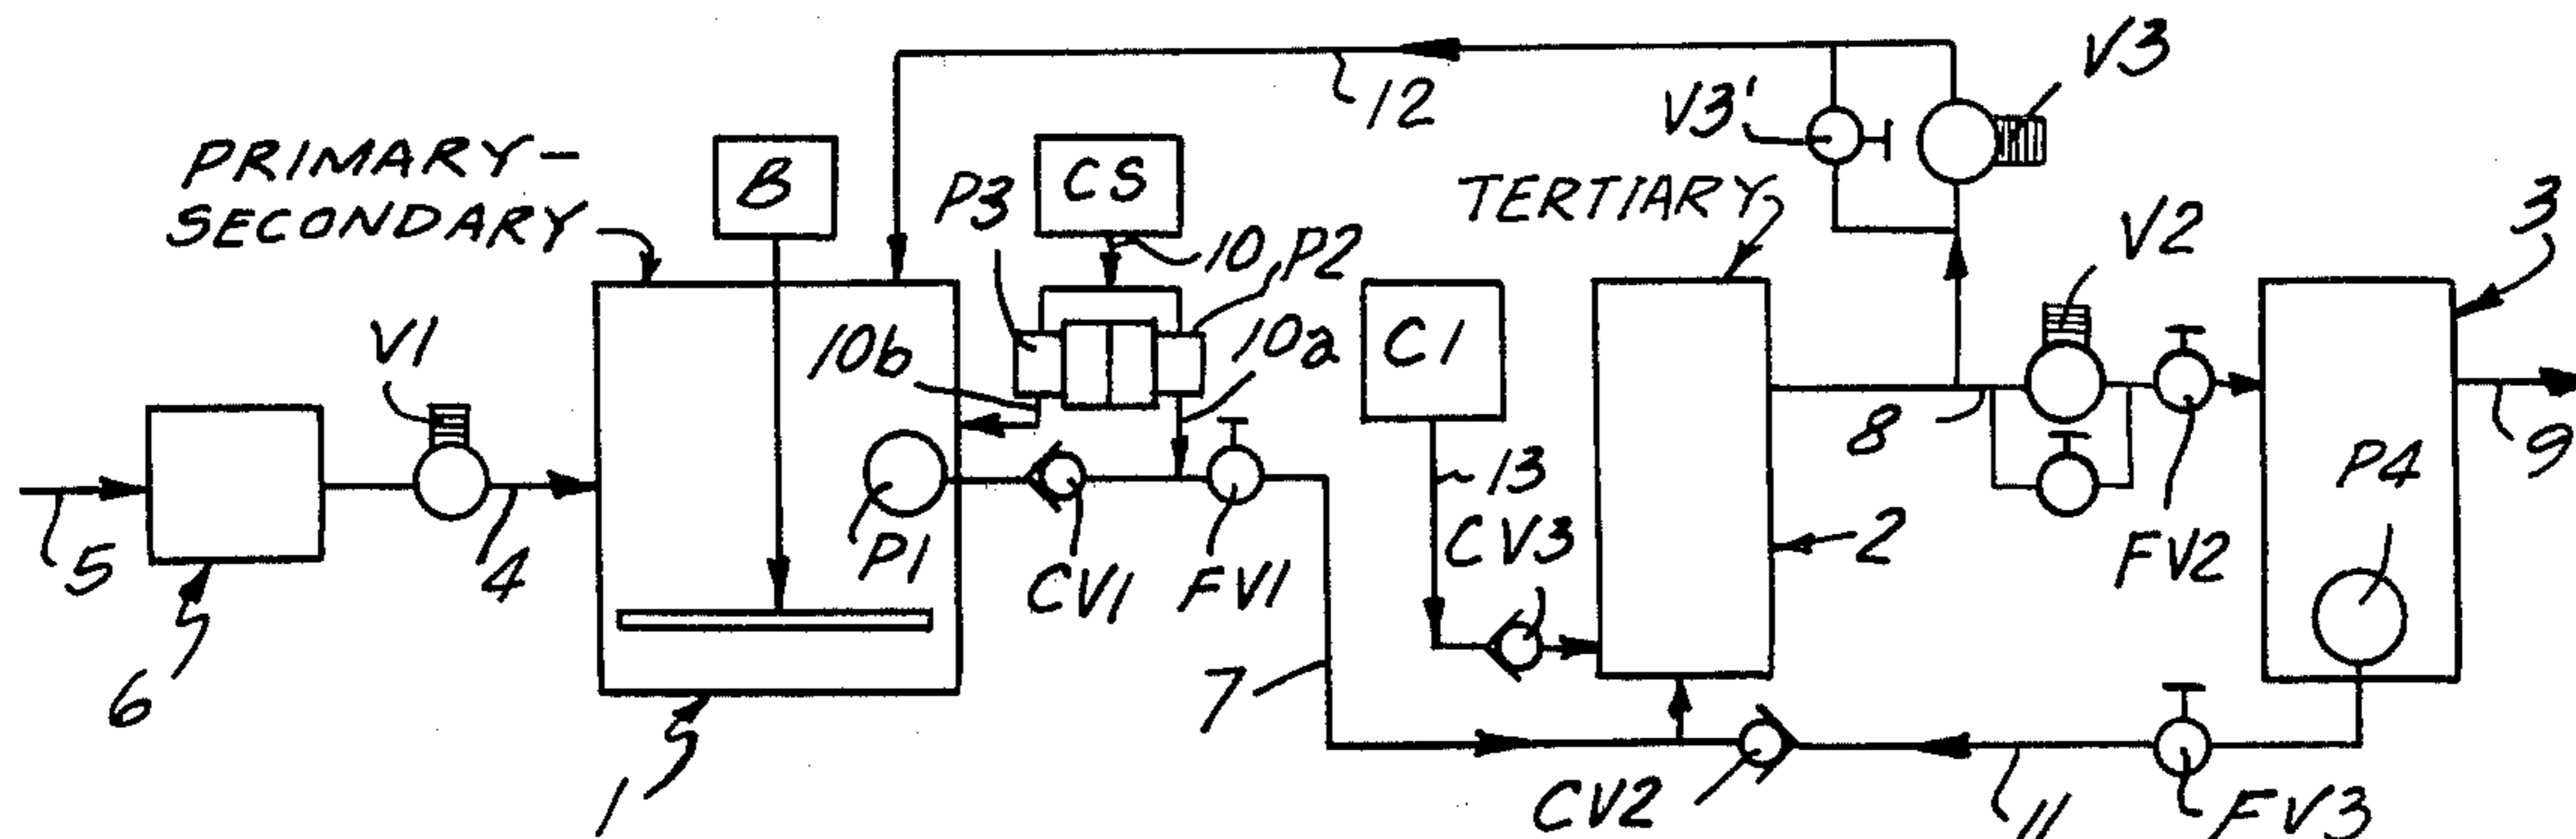 V3
12
V3'
PRIMARY-
SECONDARY
B
P3
CS
10
P2
TERTIARY
V2
3
V1
10b
10a
C1
8
9
P4
5
4
P1
CV1
FV1
13
CV3
2
FV2
6
7
1
CV2
11
FV3